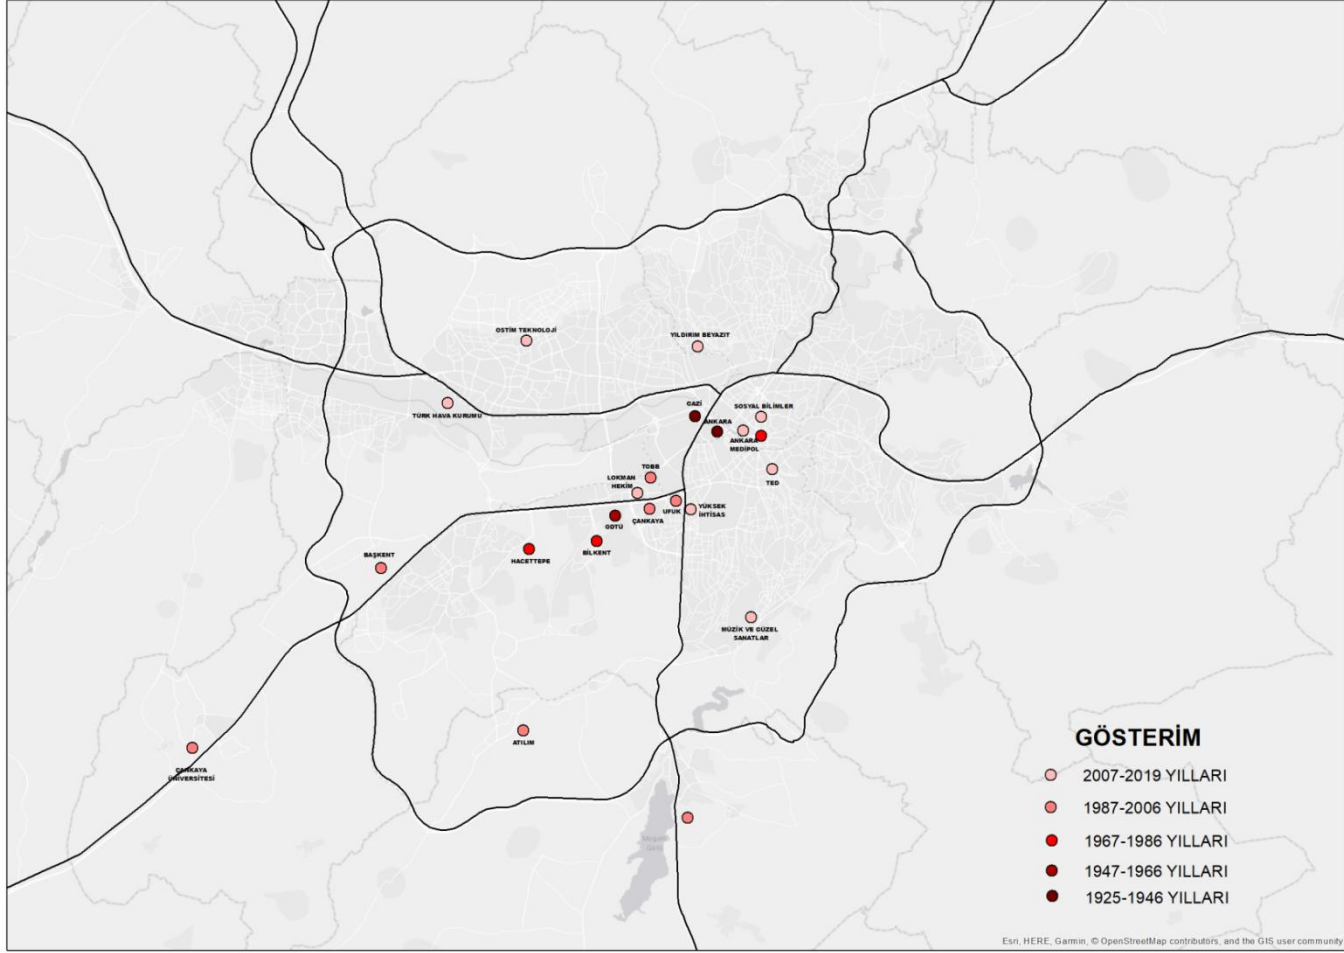 OSTİM TEKNOLOJİ
YILDIRIM BEYAZIT
TÜRK HAVA KURUMU
GAZİ
SOSYAL BİLİMLER
ANKARA
ANKARA
MEDIPOL
TED
TOBB
LOKMAN
HEKİM
ÇANKAYA
UFUK
YÜKSEK
İHTİSAS
ODTÜ
BİLKENT
HACETTEPE
BAŞKENT
MÜZİK VE GÜZEL
SANATLAR
ATILIM
ÇANKAYA
ÜNİVERSİTESİ
Mogan
Gölü
GÖSTERİM
2007-2019 YILLARI
1987-2006 YILLARI
1967-1986 YILLARI
1947-1966 YILLARI
1925-1946 YILLARI
Esri, HERE, Garmin, © OpenStreetMap contributors, and the GIS user community